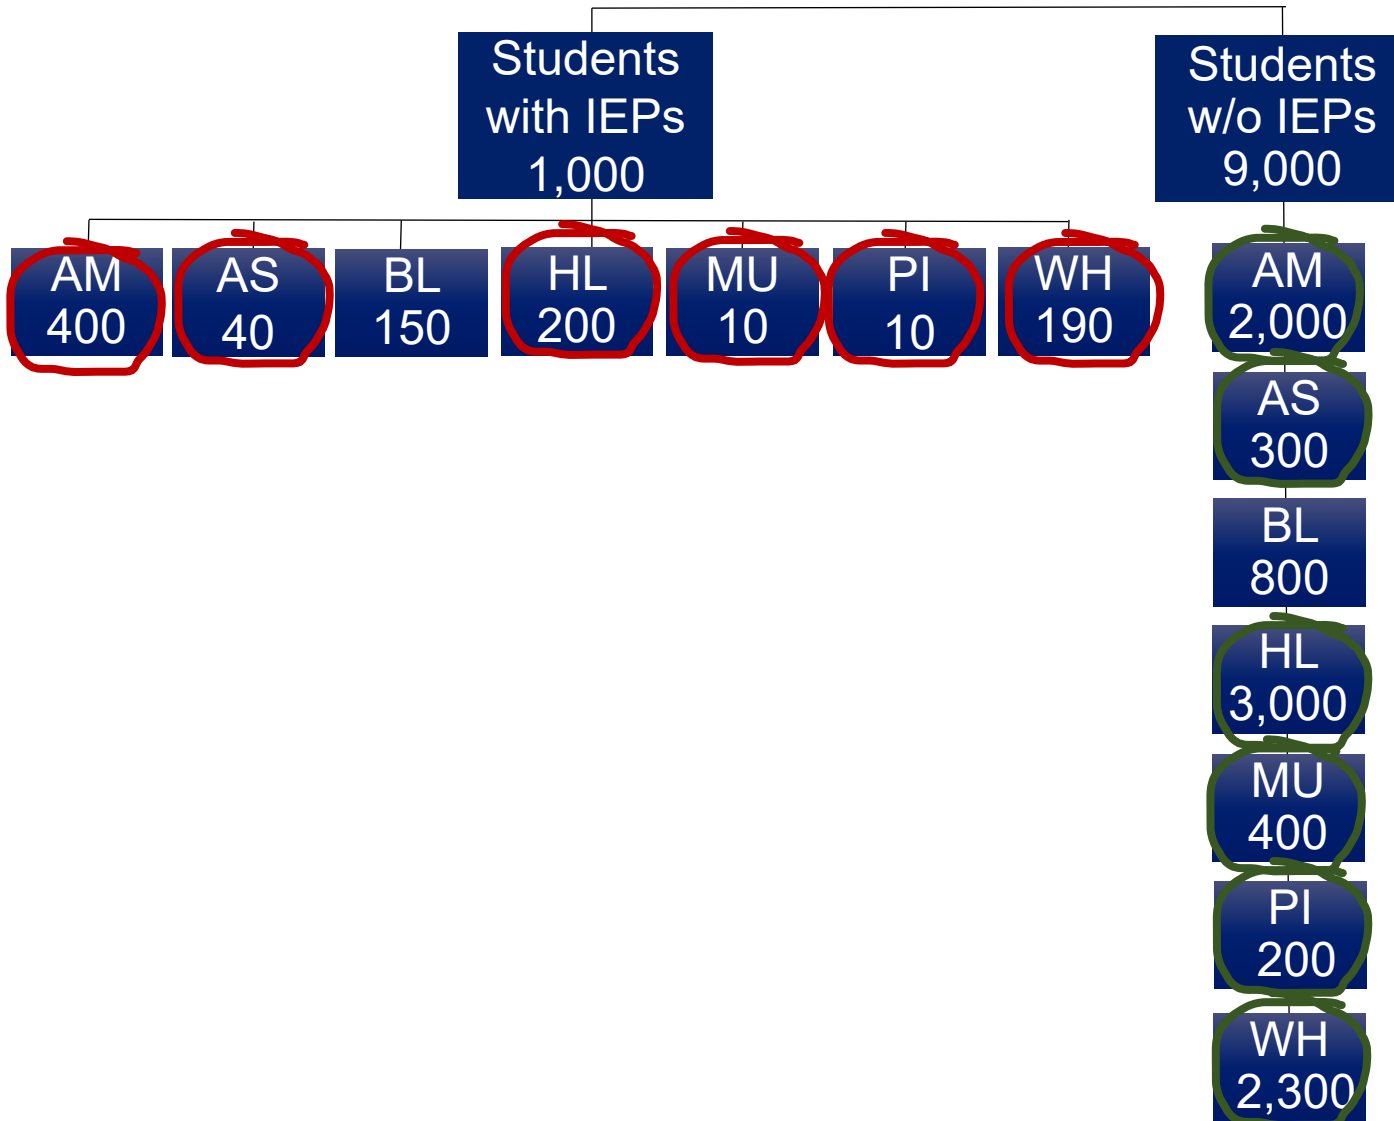 Students
with IEPs
1,000
Students
w/o IEPs
9,000
AM
400
AS
40
BL
150
HL
200
MU
10
PI
10
WH
190
AM
2,000
AS
300
BL
800
HL
3,000
MU
400
PI
200
WH
2,300